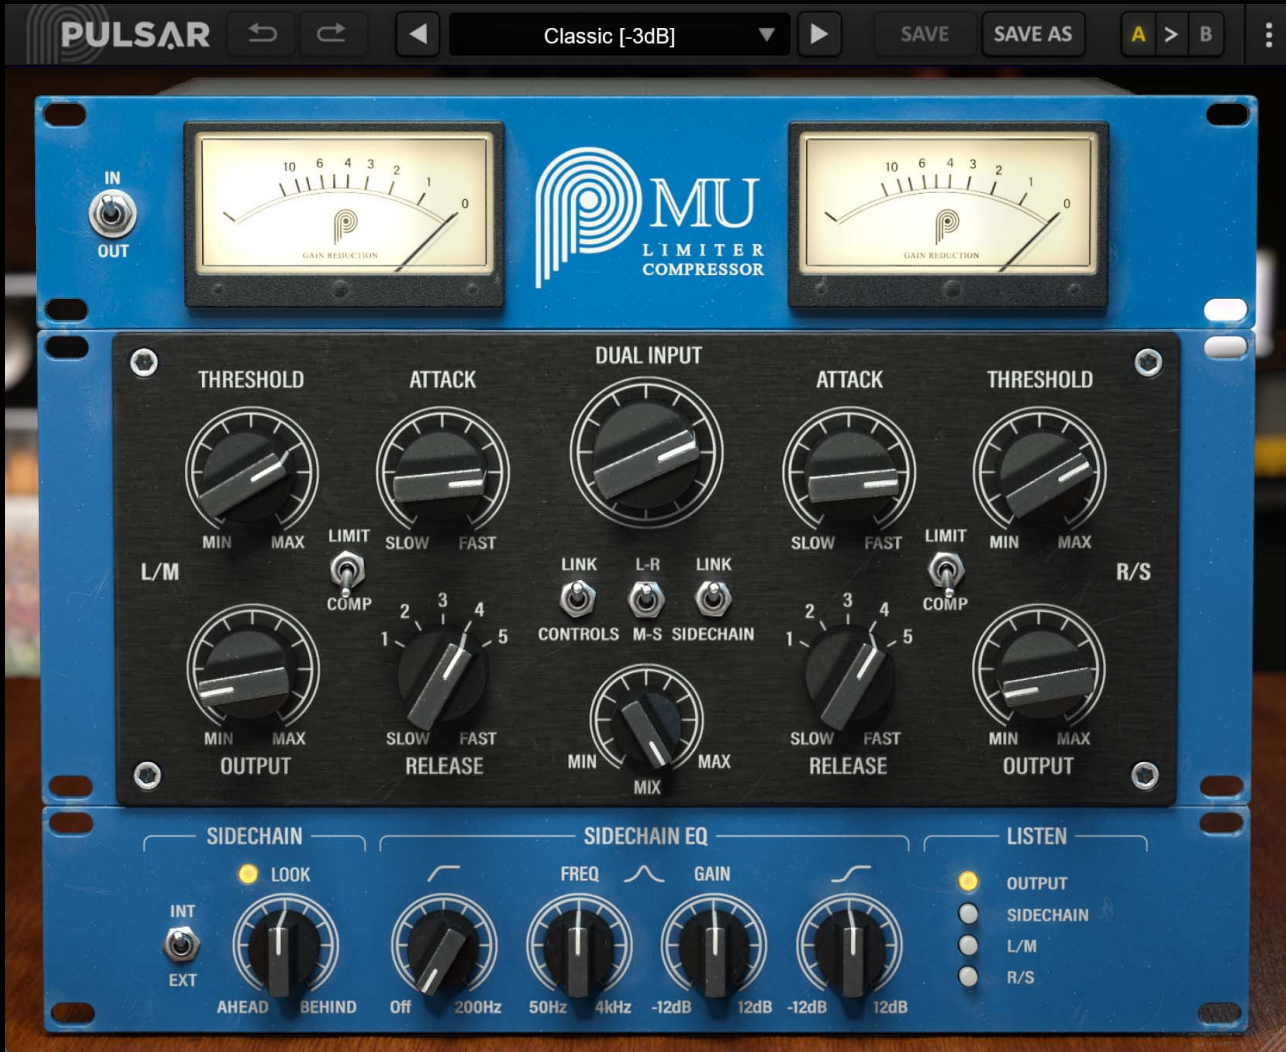 PULSAR
Classic [-3dB]
SAVE
SAVE AS
A > B
IN
OUT
10 6 4 3 2 1 0
GAIN REDUCTION
MU
LIMITER
COMPRESSOR
10 6 4 3 2 1 0
GAIN REDUCTION
THRESHOLD
ATTACK
DUAL INPUT
ATTACK
THRESHOLD
MIN MAX
SLOW FAST
SLOW FAST
MIN MAX
LIMIT
COMP
LIMIT
COMP
L/M
R/S
LINK
CONTROLS
L-R
M-S
LINK
SIDECHAIN
1 2 3 4 5
1 2 3 4 5
MIN MAX
OUTPUT
SLOW FAST
RELEASE
MIN MAX
MIX
SLOW FAST
RELEASE
MIN MAX
OUTPUT
SIDECHAIN
SIDECHAIN EQ
LISTEN
LOOK
FREQ
GAIN
INT
EXT
AHEAD BEHIND
Off 200Hz
50Hz 4kHz
-12dB 12dB
-12dB 12dB
OUTPUT
SIDECHAIN
L/M
R/S